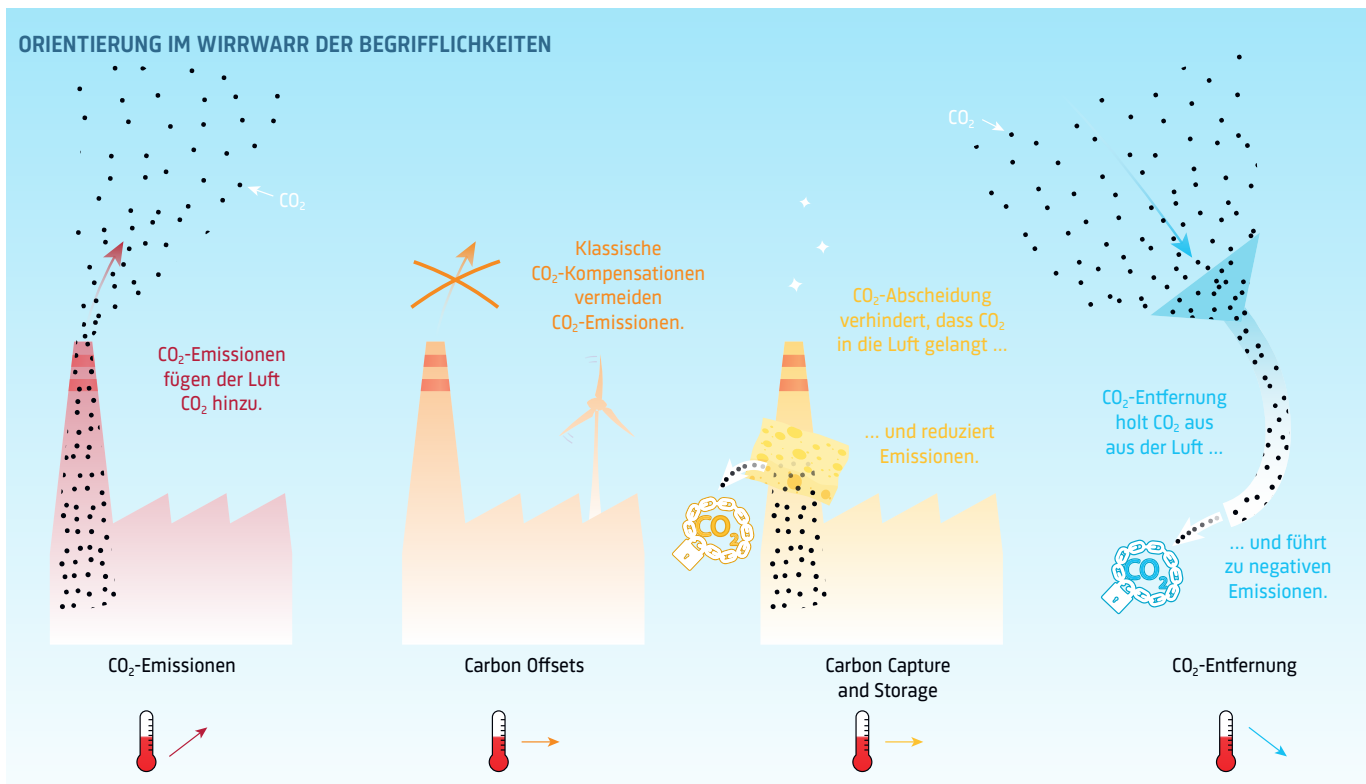 ORIENTIERUNG IM WIRRWARR DER BEGRIFFLICHKEITEN
CO₂
CO₂-Emissionen
fügen der Luft
CO₂ hinzu.
Klassische
CO₂-Kompensationen
vermeiden
CO₂-Emissionen.
CO₂-Abscheidung
verhindert, dass CO₂
in die Luft gelangt ...
... und reduziert
Emissionen.
CO₂
CO₂
CO₂-Entfernung
holt CO₂ aus
aus der Luft ...
... und führt
zu negativen
Emissionen.
CO₂
CO₂-Emissionen
Carbon Offsets
Carbon Capture
and Storage
CO₂-Entfernung